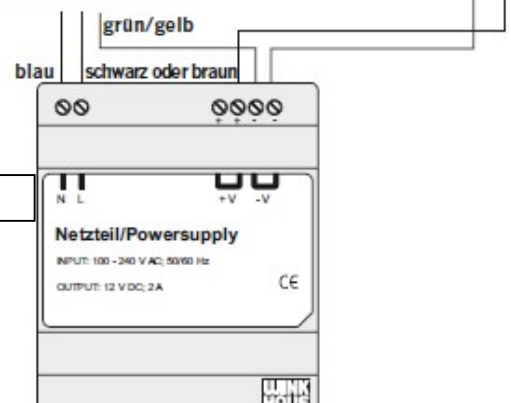 grün/gelb
blau
schwarz oder braun
+ + - -
N L
+V -V
Netzteil/Powersupply
INPUT: 100 - 240 V AC; 50/60 Hz
OUTPUT: 12 V DC; 2 A
CE